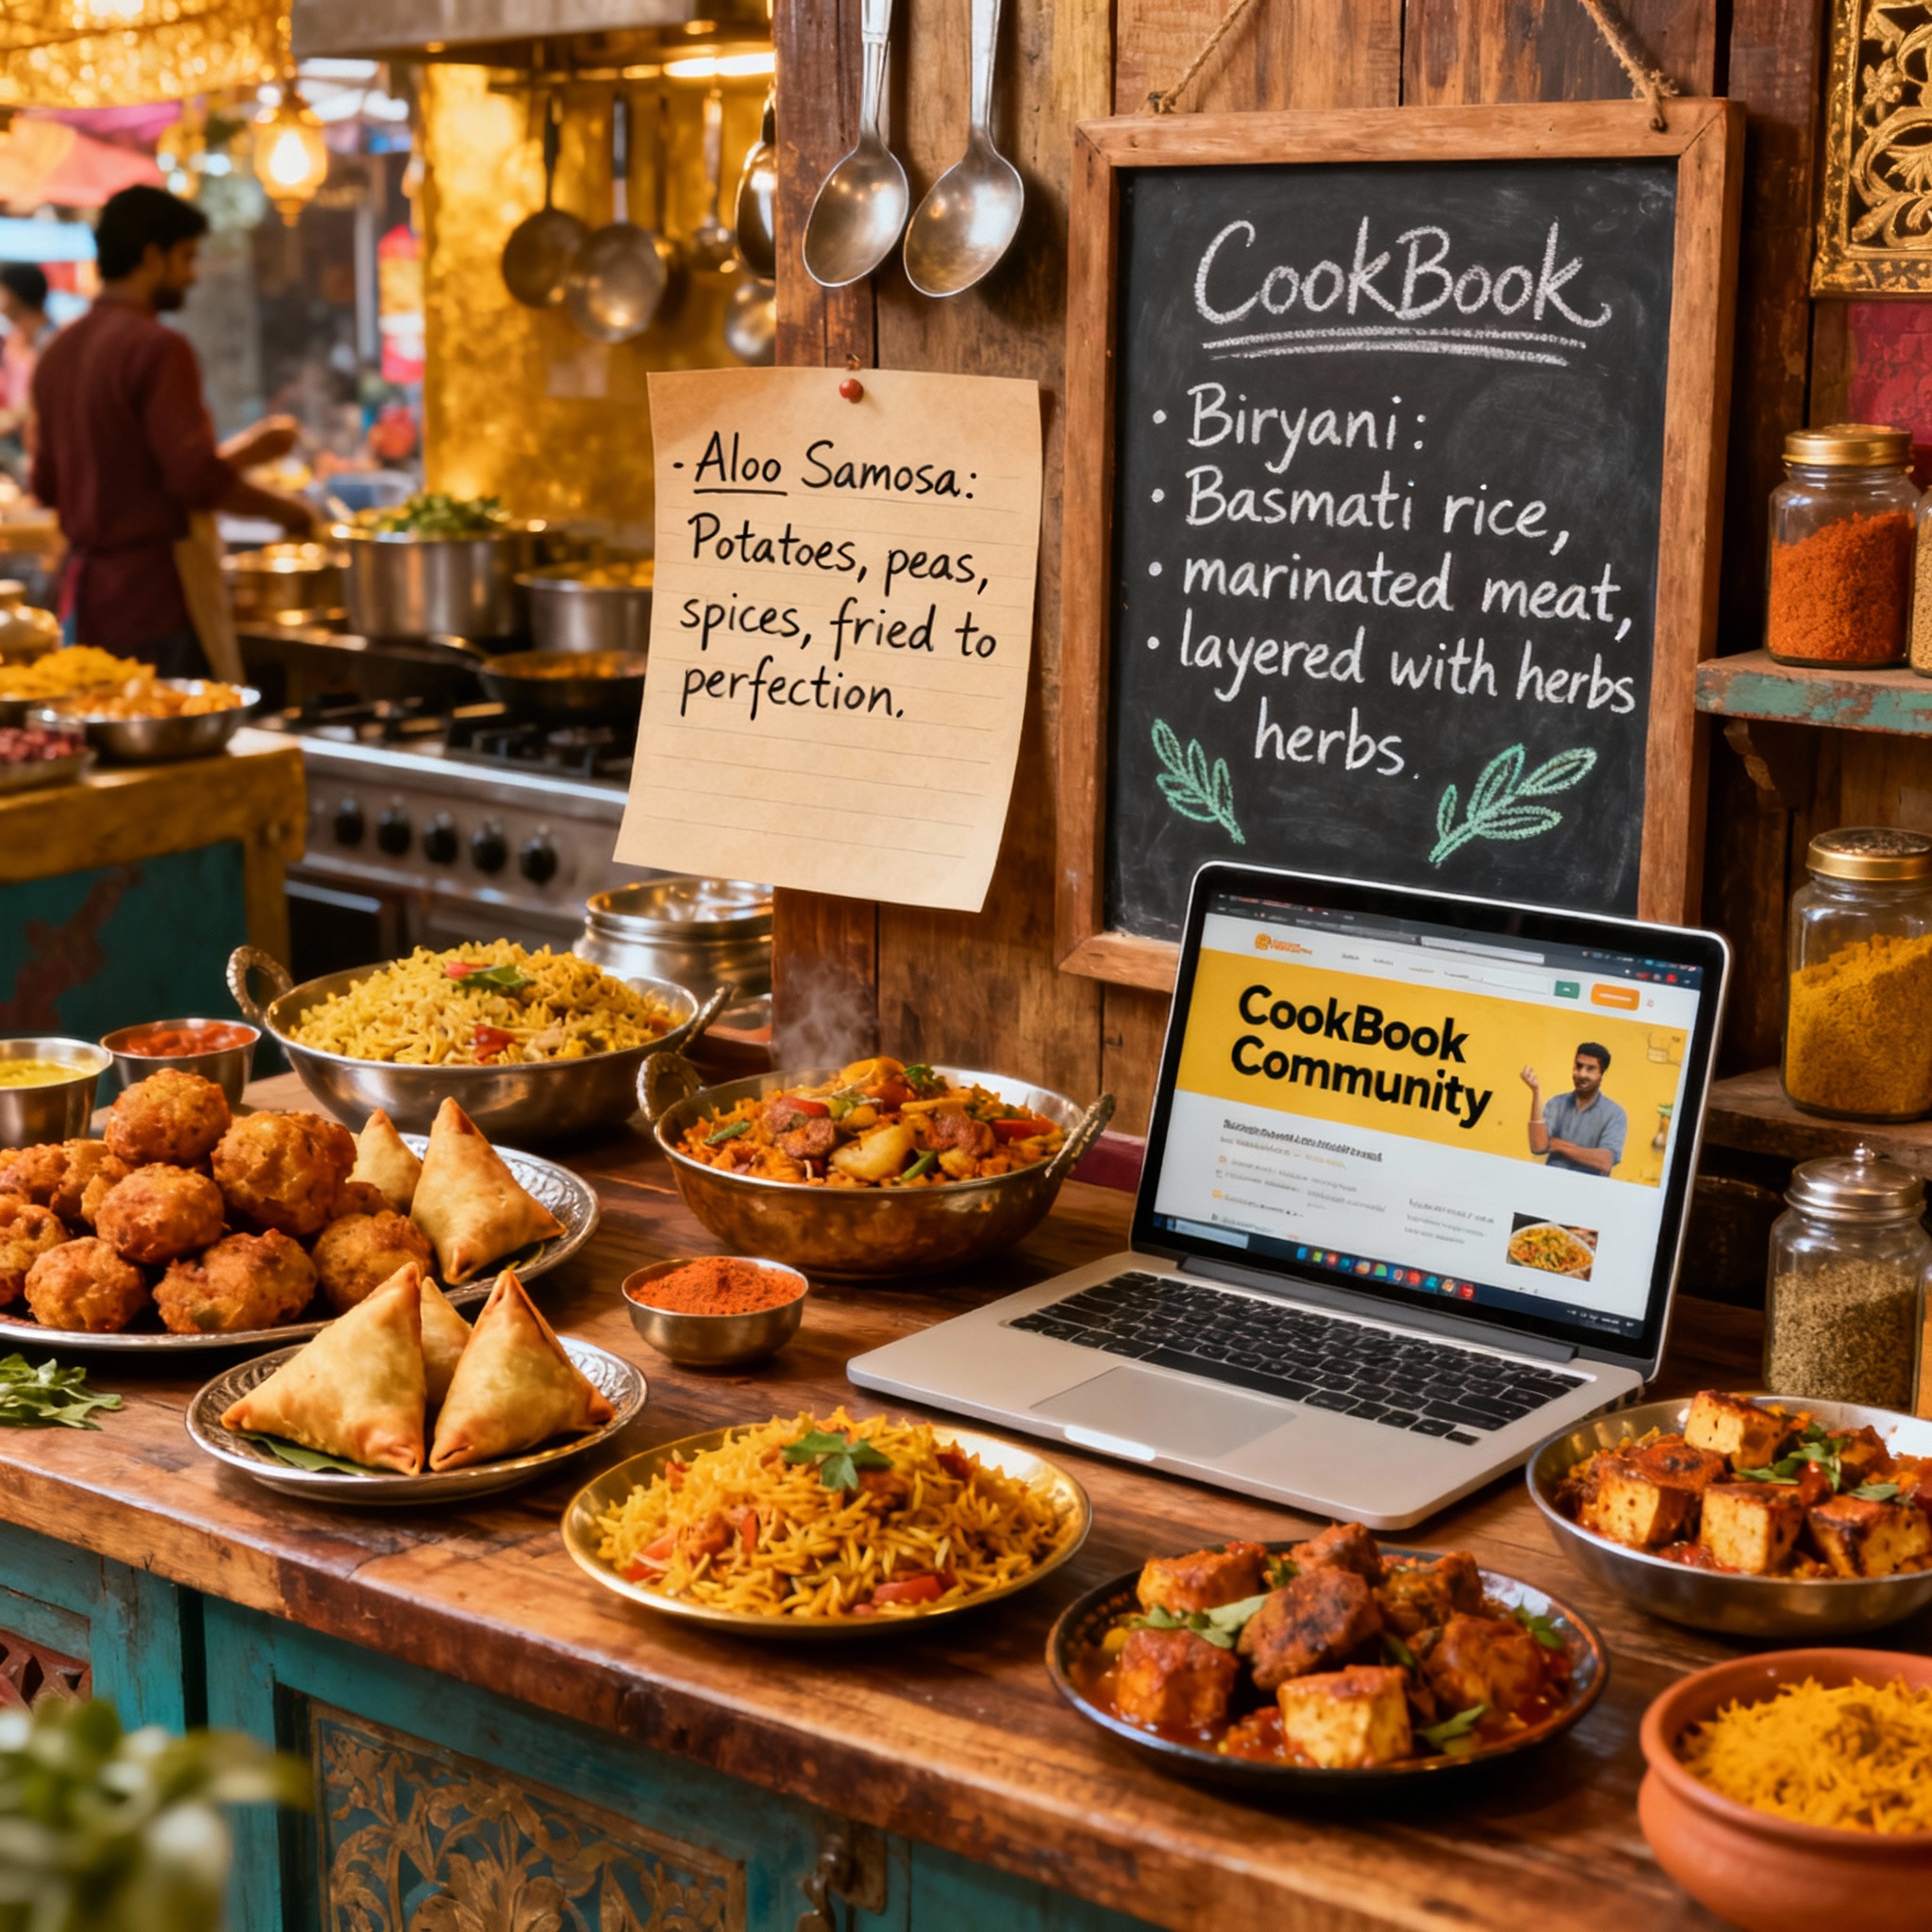 - Aloo Samosa:
Potatoes, peas,
spices, fried to
perfection.
CookBook
• Biryani:
• Basmati rice,
• marinated meat,
• layered with herbs
herbs.
CookBook
Community